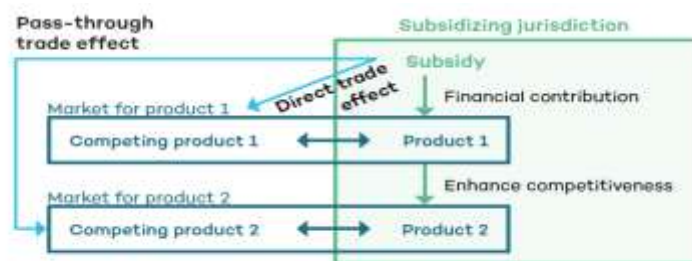 Pass-through
trade effect
Subsidizing jurisdiction
Subsidy
Direct trade
effect
Financial contribution
Market for product 1
Competing product 1
Product 1
Enhance competitiveness
Market for product 2
Competing product 2
Product 2